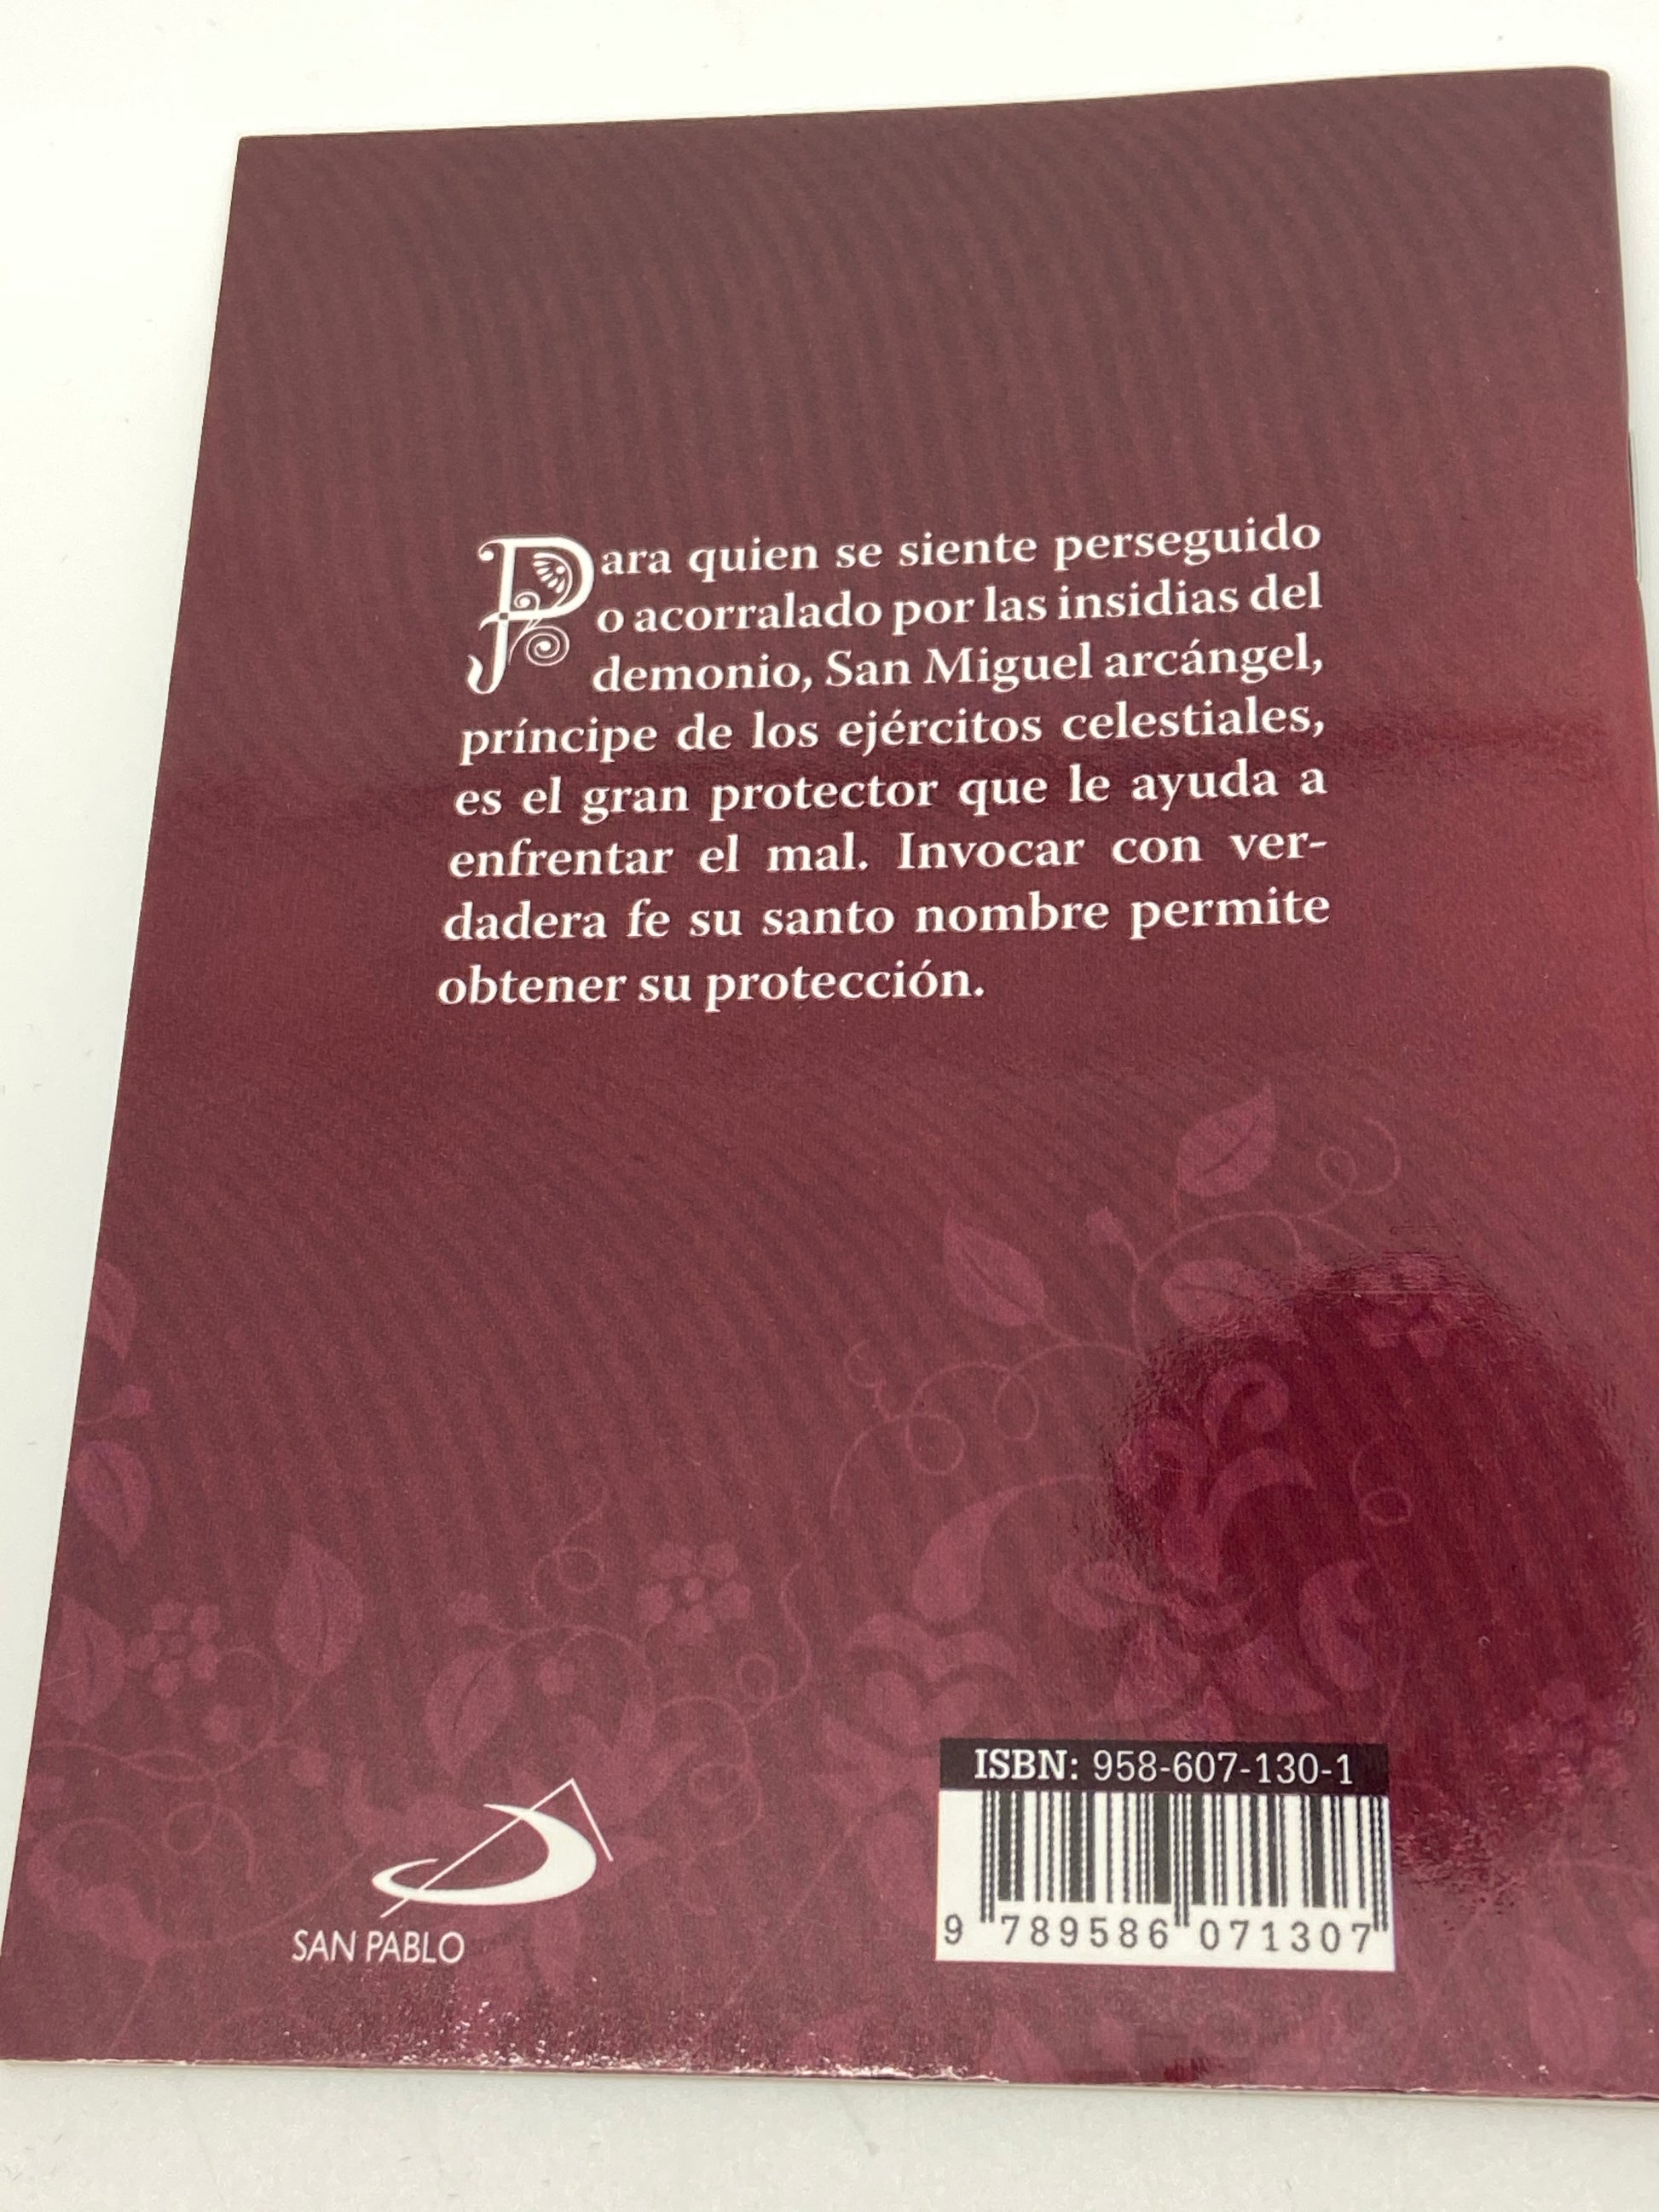 Para quien se siente perseguido
o acorralado por las insidias del
demonio, San Miguel arcángel,
príncipe de los ejércitos celestiales,
es el gran protector que le ayuda a
enfrentar el mal. Invocar con ver-
dadera fe su santo nombre permite
obtener su protección.
SAN PABLO
ISBN: 958-607-130-1
9 789586 071307